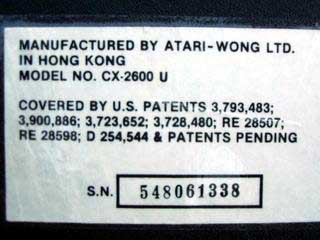 MANUFACTURED BY ATARI-WONG LTD.
IN HONG KONG
MODEL NO. CX-2600 U
COVERED BY U.S. PATENTS 3,793,483;
3,900,886; 3,723,652; 3,728,480; RE 28507;
RE 28598; D 254,544 & PATENTS PENDING
S.N. 548061338